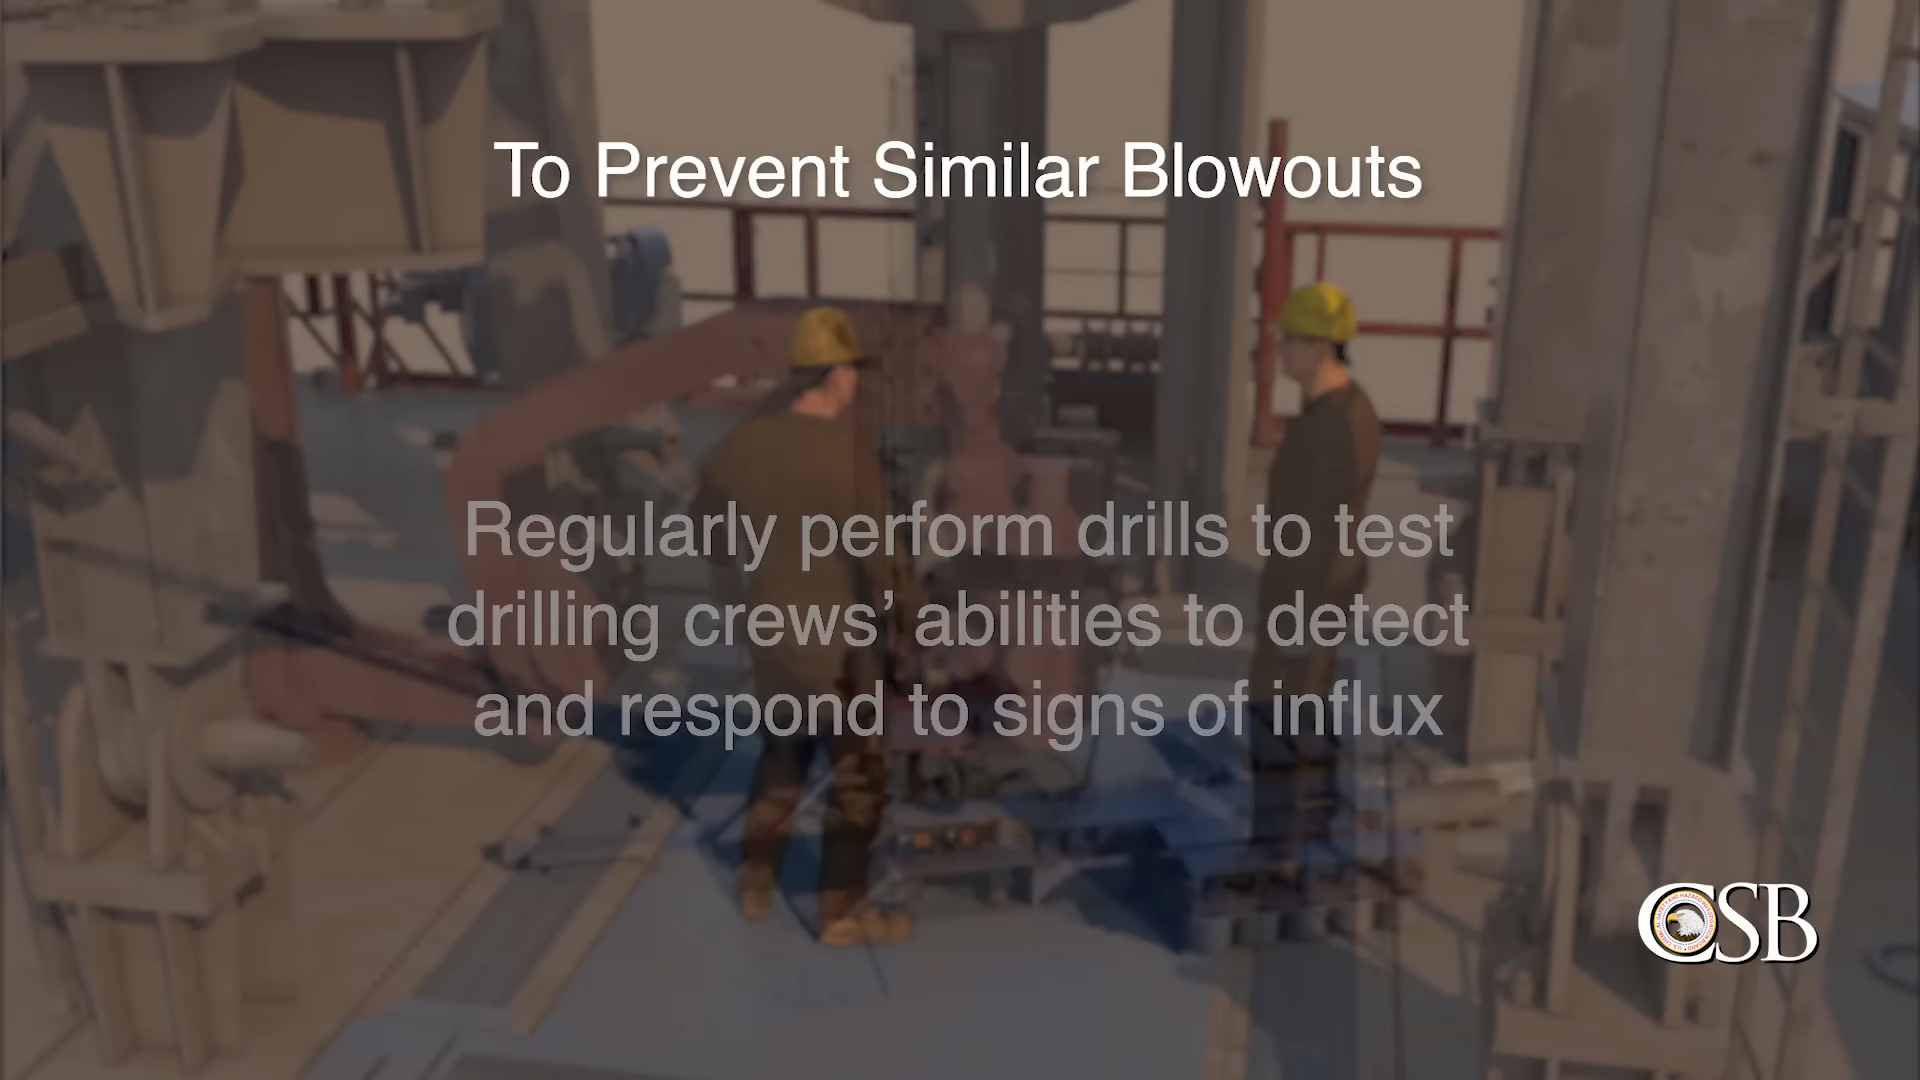 To Prevent Similar Blowouts
Regularly perform drills to test
drilling crews’ abilities to detect
and respond to signs of influx
CSB